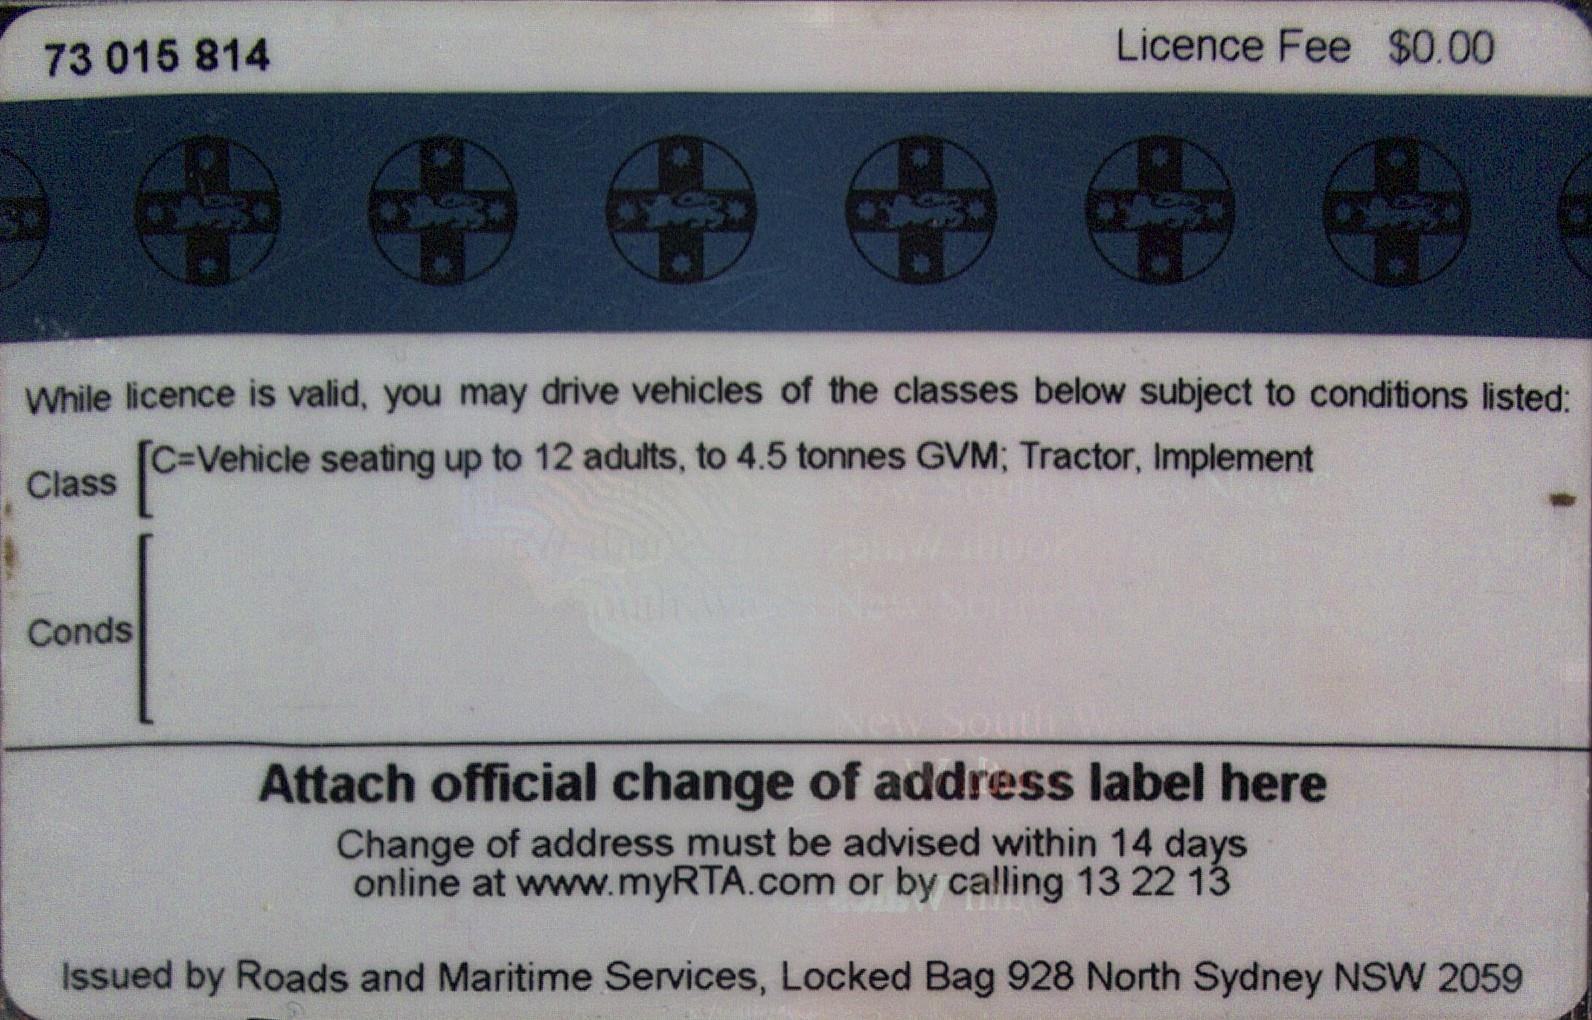 73 015 814 Licence Fee $0.00
While licence is valid, you may drive vehicles of the classes below subject to conditions listed:
Class C=Vehicle seating up to 12 adults, to 4.5 tonnes GVM; Tractor, Implement
Conds
New South Wales
Attach official change of address label here
Change of address must be advised within 14 days
online at www.myRTA.com or by calling 13 22 13
Issued by Roads and Maritime Services, Locked Bag 928 North Sydney NSW 2059